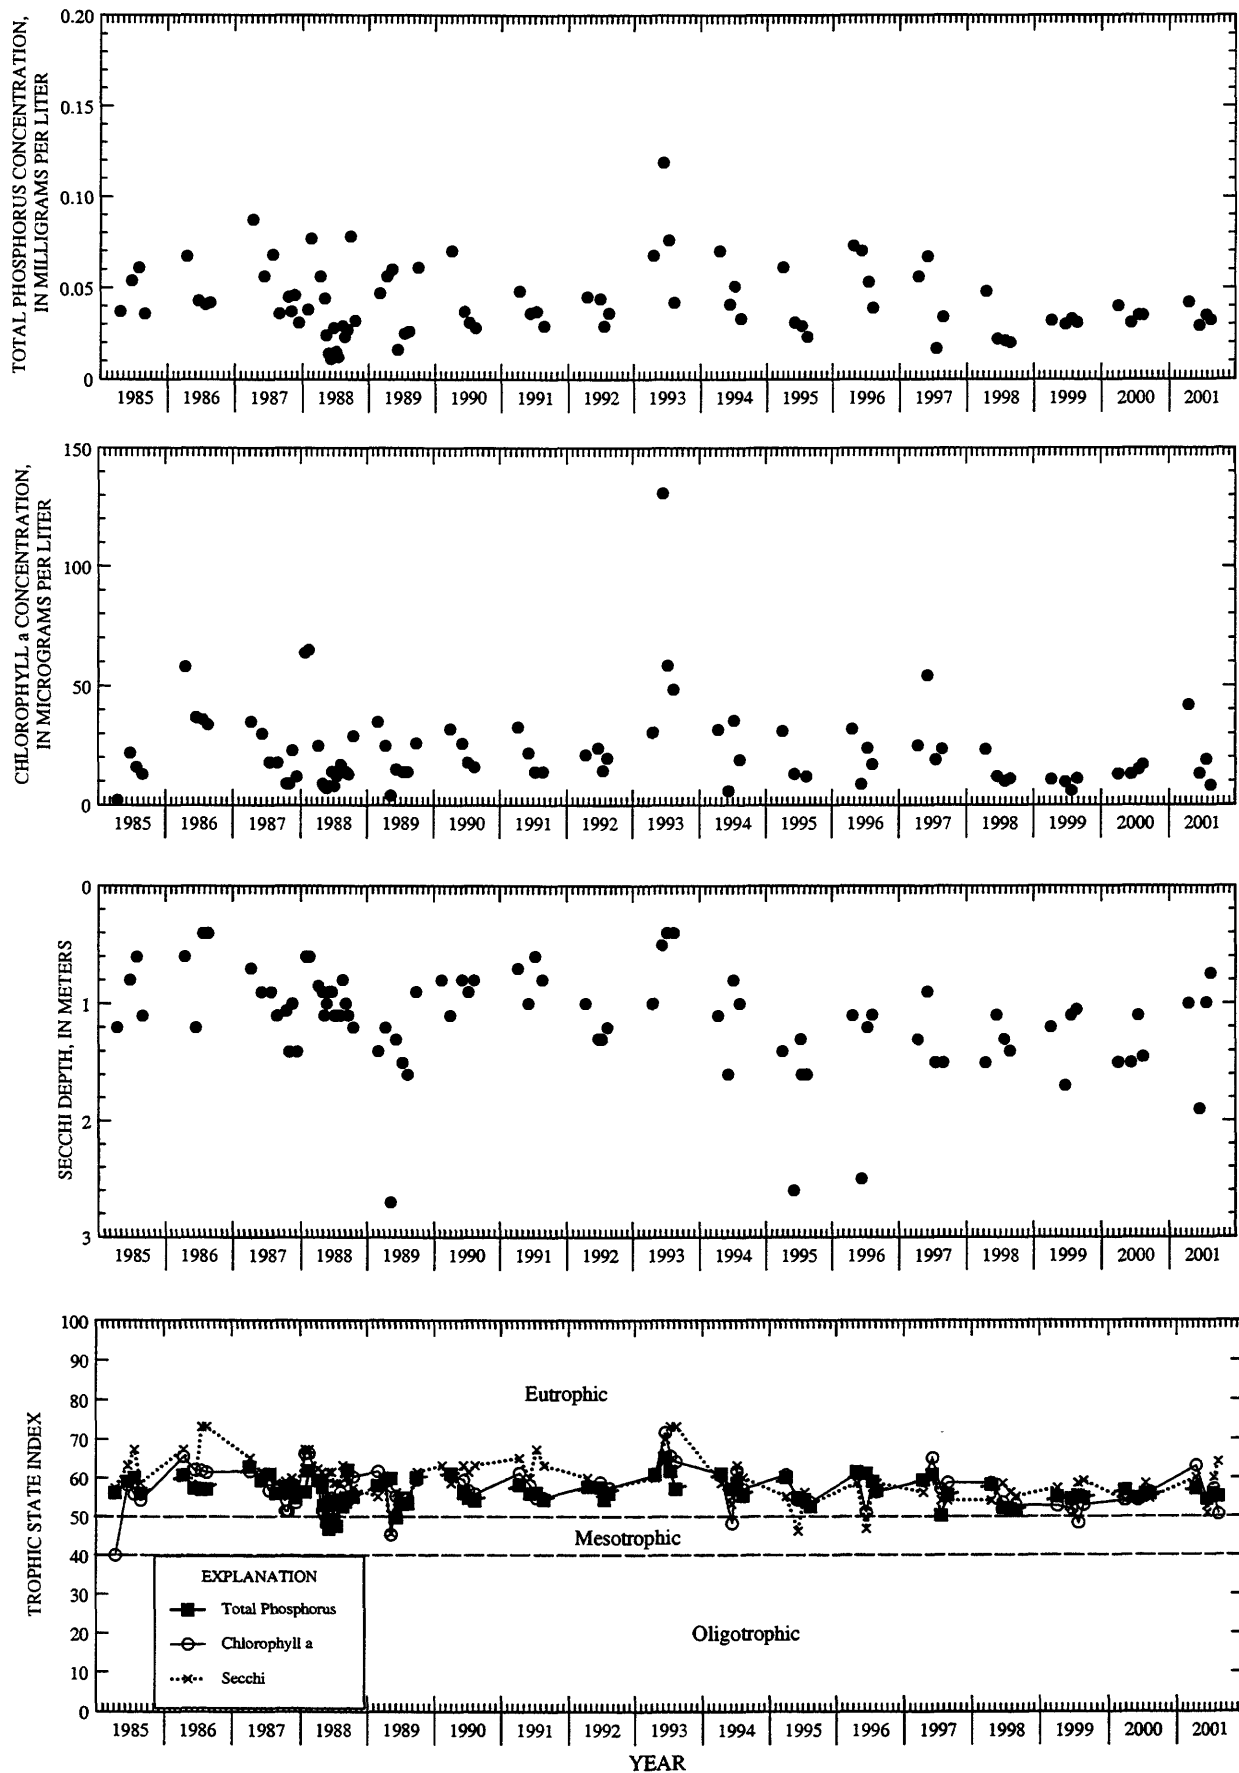 TOTAL PHOSPHORUS CONCENTRATION,
IN MILLIGRAMS PER LITER
0.20
0.15
0.10
0.05
0
1985 1986 1987 1988 1989 1990 1991 1992 1993 1994 1995 1996 1997 1998 1999 2000 2001
CHLOROPHYLL a CONCENTRATION,
IN MICROGRAMS PER LITER
150
100
50
0
1985 1986 1987 1988 1989 1990 1991 1992 1993 1994 1995 1996 1997 1998 1999 2000 2001
SECCHI DEPTH, IN METERS
0
1
2
3
1985 1986 1987 1988 1989 1990 1991 1992 1993 1994 1995 1996 1997 1998 1999 2000 2001
TROPHIC STATE INDEX
100
90
80
70
60
50
40
30
20
10
0
Eutrophic
Mesotrophic
Oligotrophic
EXPLANATION
Total Phosphorus
Chlorophyll a
Secchi
1985 1986 1987 1988 1989 1990 1991 1992 1993 1994 1995 1996 1997 1998 1999 2000 2001
YEAR